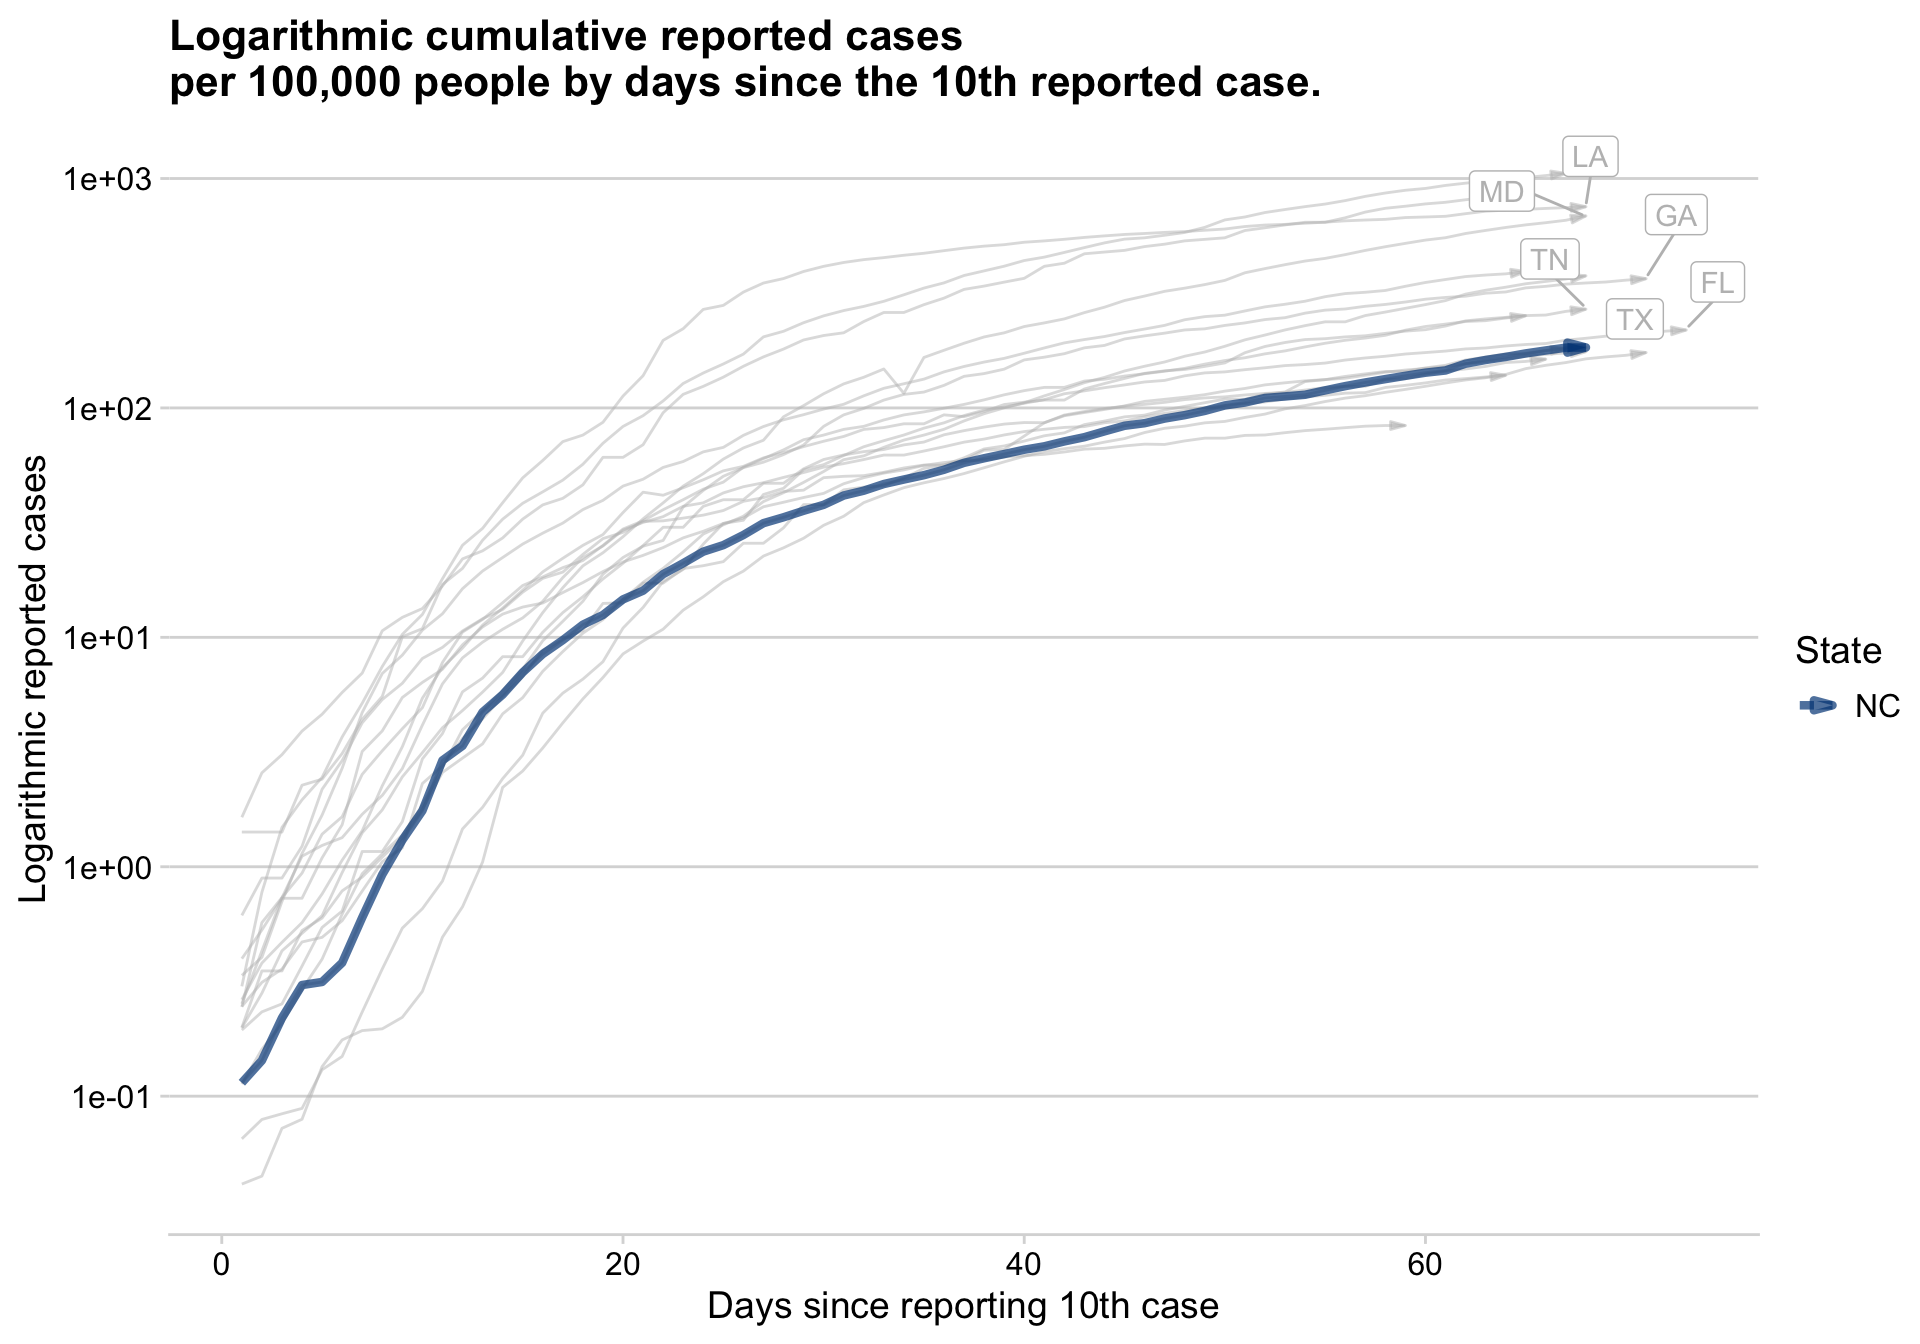 Logarithmic cumulative reported cases
per 100,000 people by days since the 10th reported case.
1e+03
1e+02
1e+01
1e+00
1e-01
Logarithmic reported cases
LA
MD
GA
TN
FL
TX
State
NC
0 20 40 60
Days since reporting 10th case